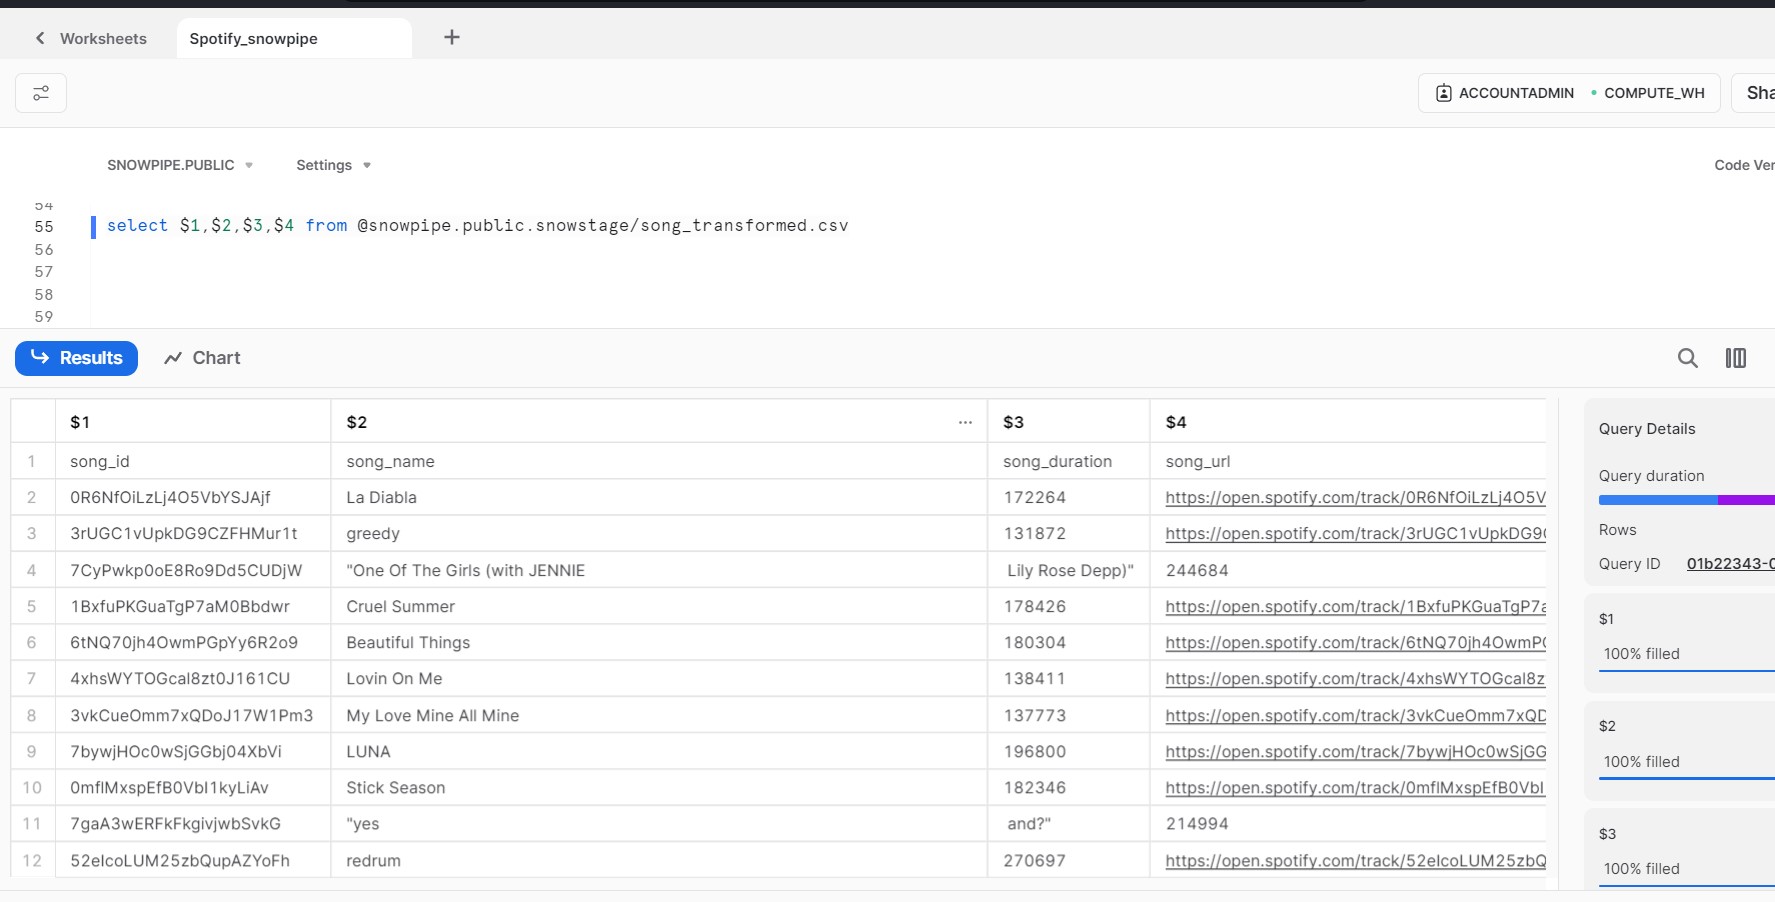 Worksheets Spotify_snowpipe +
ACCOUNTADMIN COMPUTE_WH Sha
SNOWPIPE.PUBLIC Settings Code Ver
54
55 select $1,$2,$3,$4 from @snowpipe.public.snowstage/song_transformed.csv
56
57
58
59
Results Chart
$1 $2 ... $3 $4
1 song_id song_name song_duration song_url
2 0R6NfOiLzLj4O5VbYSJAjf La Diabla 172264 https://open.spotify.com/track/0R6NfOiLzLj4O5V
3 3rUGC1vUpkDG9CZFHMur1t greedy 131872 https://open.spotify.com/track/3rUGC1vUpkDG9
4 7CyPwkp0oE8Ro9Dd5CUDjW "One Of The Girls (with JENNIE Lily Rose Depp)" 244684
5 1BxfuPKGuaTgP7aM0Bbdwr Cruel Summer 178426 https://open.spotify.com/track/1BxfuPKGuaTgP7a
6 6tNQ70jh4OwmPGpYy6R2o9 Beautiful Things 180304 https://open.spotify.com/track/6tNQ70jh4OwmP
7 4xhsWYTOGcal8zt0J161CU Lovin On Me 138411 https://open.spotify.com/track/4xhsWYTOGcal8z
8 3vkCueOmm7xQDoJ17W1Pm3 My Love Mine All Mine 137773 https://open.spotify.com/track/3vkCueOmm7xQD
9 7bywjHOc0wSjGGbj04XbVi LUNA 196800 https://open.spotify.com/track/7bywjHOc0wSjGG
10 0mflMxspEfB0VbI1kyLiAv Stick Season 182346 https://open.spotify.com/track/0mflMxspEfB0VbI
11 7gaA3wERFkFkgivjwbSvkG "yes and?" 214994
12 52eIcoLUM25zbQupAZYoFh redrum 270697 https://open.spotify.com/track/52eIcoLUM25zbQ
Query Details
Query duration
Rows
Query ID 01b22343-0
$1
100% filled
$2
100% filled
$3
100% filled